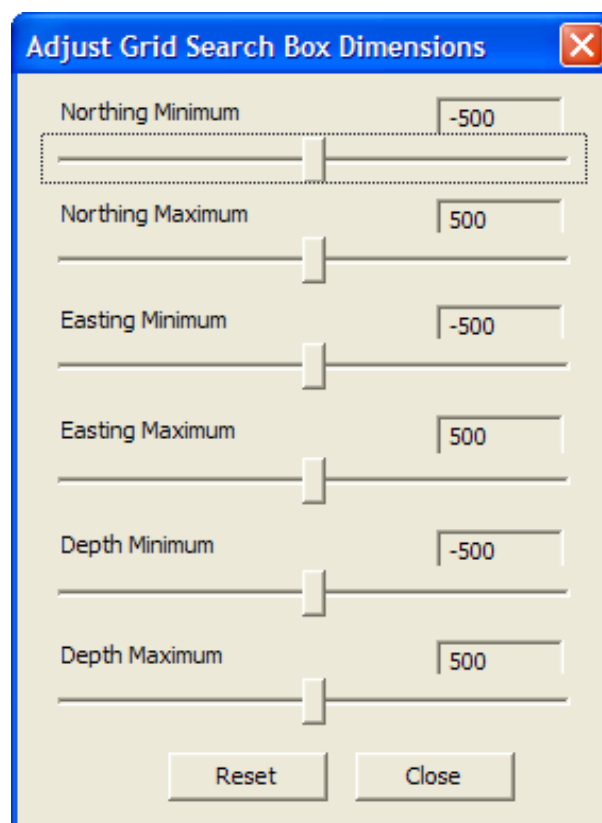 Adjust Grid Search Box Dimensions
Northing Minimum -500
Northing Maximum 500
Easting Minimum -500
Easting Maximum 500
Depth Minimum -500
Depth Maximum 500
Reset Close